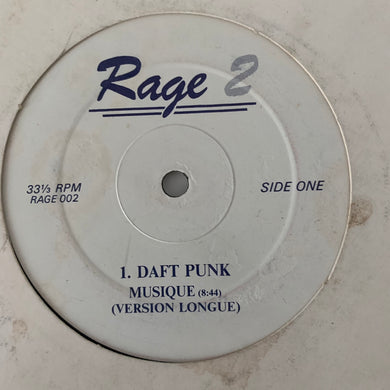 Rage 2
33⅓ RPM
RAGE 002
SIDE ONE
1. DAFT PUNK
MUSIQUE (8:44)
(VERSION LONGUE)